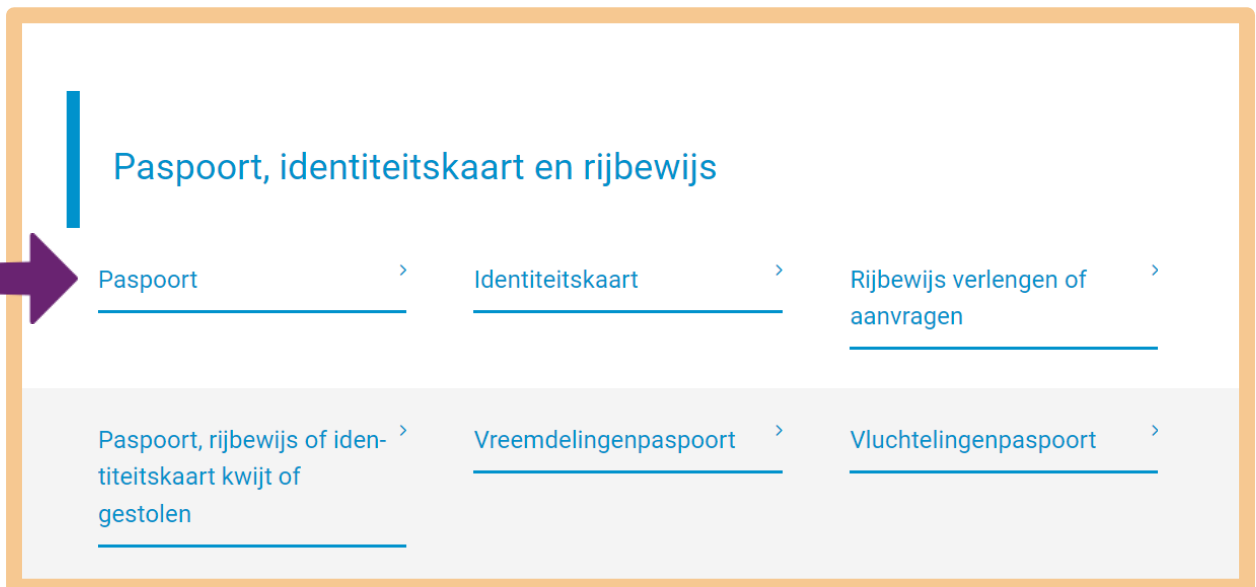 Paspoort, identiteitskaart en rijbewijs
Paspoort
Identiteitskaart
Rijbewijs verlengen of
aanvragen
Paspoort, rijbewijs of iden-
titeitskaart kwijt of
gestolen
Vreemdelingenpaspoort
Vluchtelingenpaspoort